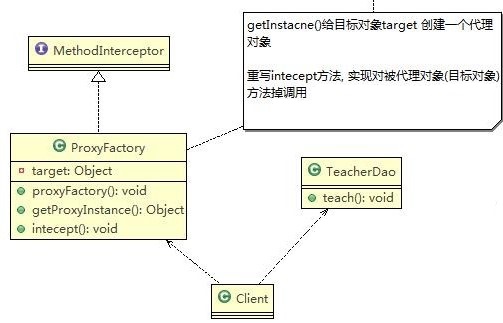 getInstacne()给目标对象target 创建一个代理
对象
重写intecept方法, 实现对被代理对象(目标对象)
方法掉调用
I MethodInterceptor
C ProxyFactory
target: Object
proxyFactory(): void
getProxyInstance(): Object
intecept(): void
C TeacherDao
teach(): void
C Client